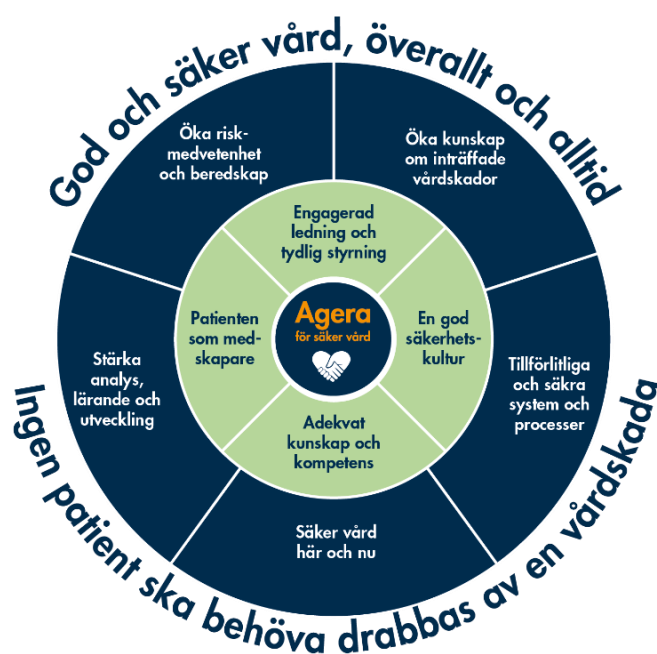 God och säker vård, överallt och alltid
Öka risk-
medvetenhet
och beredskap
Öka kunskap
om inträffade
vårdskador
Engagerad
ledning och
tydlig styrning
Patienten
som med-
skapare
Agera
för säker vård
En god
säkerhets-
kultur
Stärka
analys,
lärande och
utveckling
Tillförlitliga
och säkra
system och
processer
Adekvat
kunskap och
kompetens
Säker vård
här och nu
Ingen patient ska behöva drabbas av en vårdskada